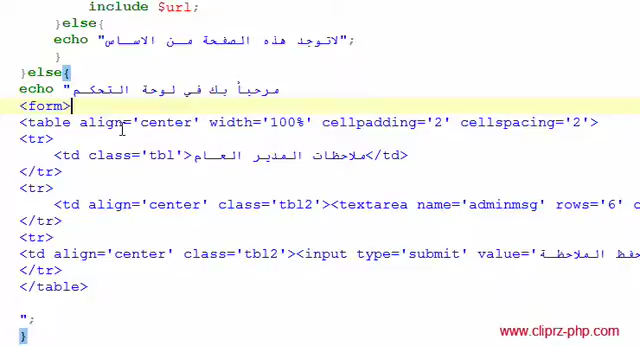 include $url;
}else{
echo "لاتوجد هذه الصفحة من الاساس";
}
}else{
echo "مرحباً بك في لوحة التحكم
<form>
<table align='center' width='100%' cellpadding='2' cellspacing='2'>
<tr>
<td class='tbl'>ملاحظات المدير العام</td>
</tr>
<tr>
<td align='center' class='tbl2'><textarea name='adminmsg' rows='6' c
</tr>
<tr>
<td align='center' class='tbl2'><input type='submit' value='حفظ الملاحظة
</tr>
</table>
";
}
www.cliprz-php.com